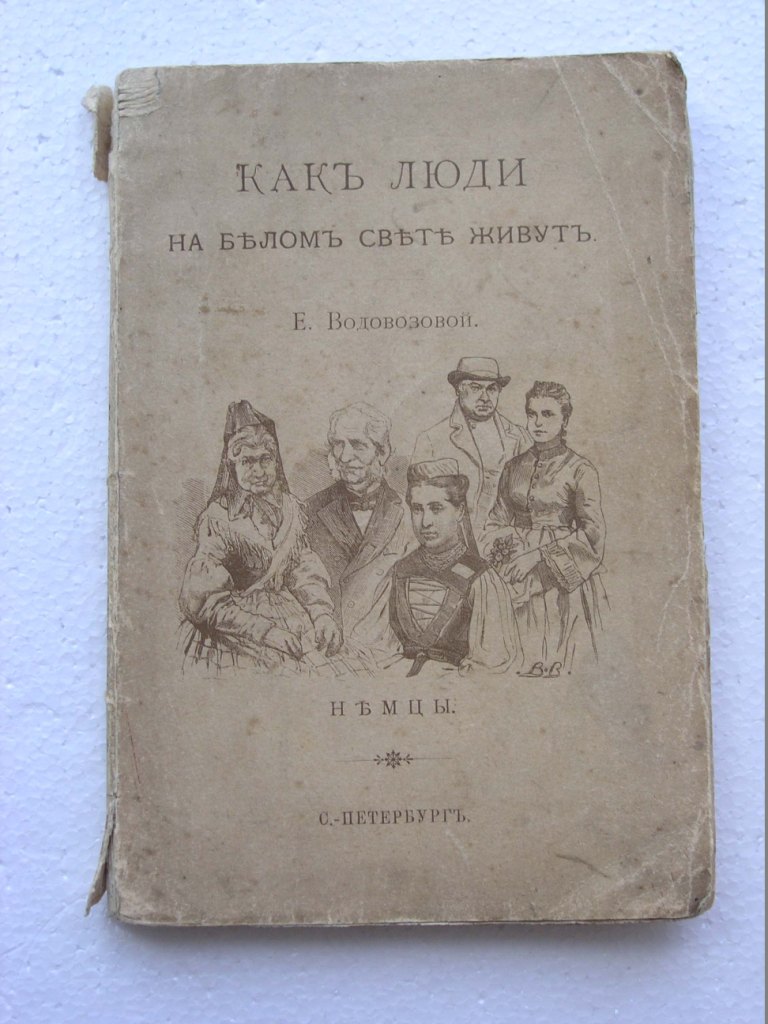 КАКЪ ЛЮДИ
НА БѢЛОМЪ СВѢТѢ ЖИВУТЪ.
Е. Водовозовой.
В.В.
НѢМЦЫ.
С.-ПЕТЕРБУРГЪ.